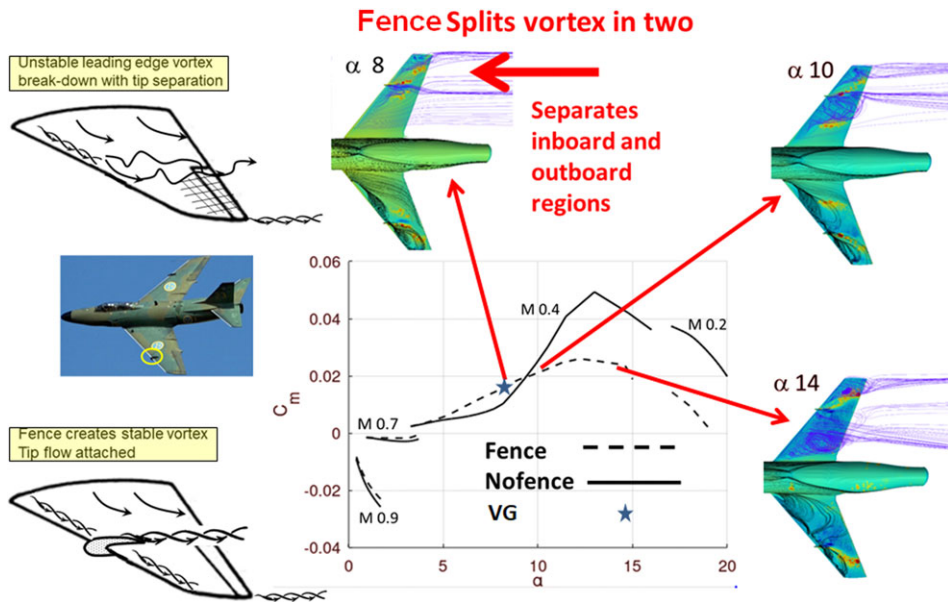 Fence Splits vortex in two
Unstable leading edge vortex
break-down with tip separation
α 8
Separates
inboard and
outboard
regions
α 10
0.06
0.04
0.02
0
-0.02
-0.04
C_m
M 0.4
M 0.2
M 0.7
M 0.9
Fence
Nofence
VG
0
5
10
15
20
α
α 14
Fence creates stable vortex
Tip flow attached